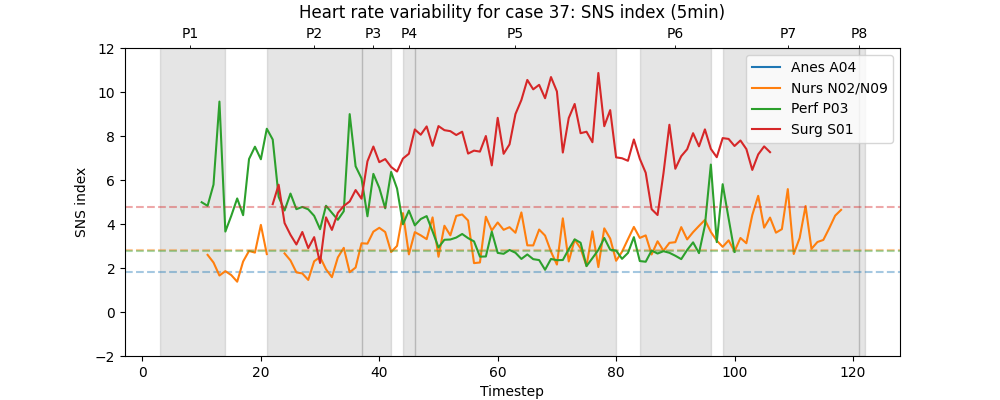 Heart rate variability for case 37: SNS index (5min)
P1 P2 P3 P4 P5 P6 P7 P8
Anes A04
Nurs N02/N09
Perf P03
Surg S01
12
10
8
6
4
2
0
−2
SNS index
0 20 40 60 80 100 120
Timestep